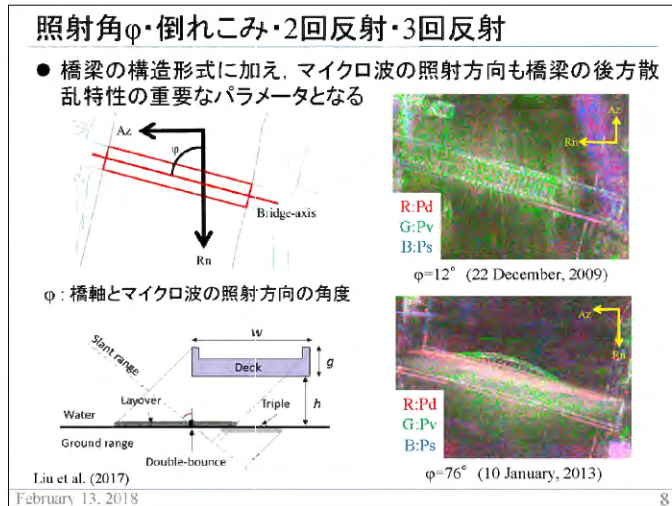 照射角φ・倒れこみ・2回反射・3回反射
● 橋梁の構造形式に加え，マイクロ波の照射方向も橋梁の後方散
乱特性の重要なパラメータとなる
Az
φ
Bridge-axis
Rn
φ : 橋軸とマイクロ波の照射方向の角度
Az
Rn
R:Pd
G:Pv
B:Ps
φ=12° (22 December, 2009)
w
Slant range
Deck
g
Layover
Triple
h
Water
Ground range
Double-bounce
Liu et al. (2017)
Az
Rn
R:Pd
G:Pv
B:Ps
φ=76° (10 January, 2013)
February 13, 2018
8